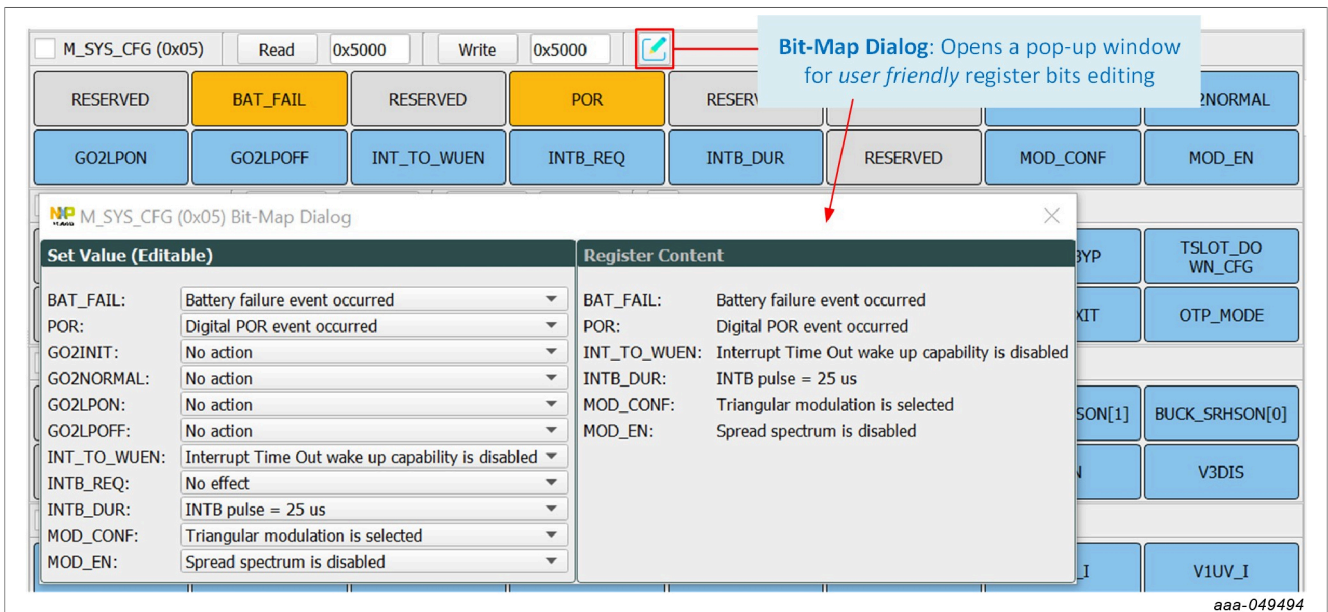 M_SYS_CFG (0x05) Read 0x5000 Write 0x5000
Bit-Map Dialog: Opens a pop-up window
for user friendly register bits editing
RESERVED BAT_FAIL RESERVED POR
GO2LPON GO2LPOFF INT_TO_WUEN INTB_REQ INTB_DUR RESERVED MOD_CONF MOD_EN
NXP M_SYS_CFG (0x05) Bit-Map Dialog
Set Value (Editable)
BAT_FAIL: Battery failure event occurred
POR: Digital POR event occurred
GO2INIT: No action
GO2NORMAL: No action
GO2LPON: No action
GO2LPOFF: No action
INT_TO_WUEN: Interrupt Time Out wake up capability is disabled
INTB_REQ: No effect
INTB_DUR: INTB pulse = 25 us
MOD_CONF: Triangular modulation is selected
MOD_EN: Spread spectrum is disabled
Register Content
BAT_FAIL: Battery failure event occurred
POR: Digital POR event occurred
INT_TO_WUEN: Interrupt Time Out wake up capability is disabled
INTB_DUR: INTB pulse = 25 us
MOD_CONF: Triangular modulation is selected
MOD_EN: Spread spectrum is disabled
TSLOT_DO
WN_CFG
OTP_MODE
BUCK_SRHSON[0]
V3DIS
V1UV_I
aaa-049494